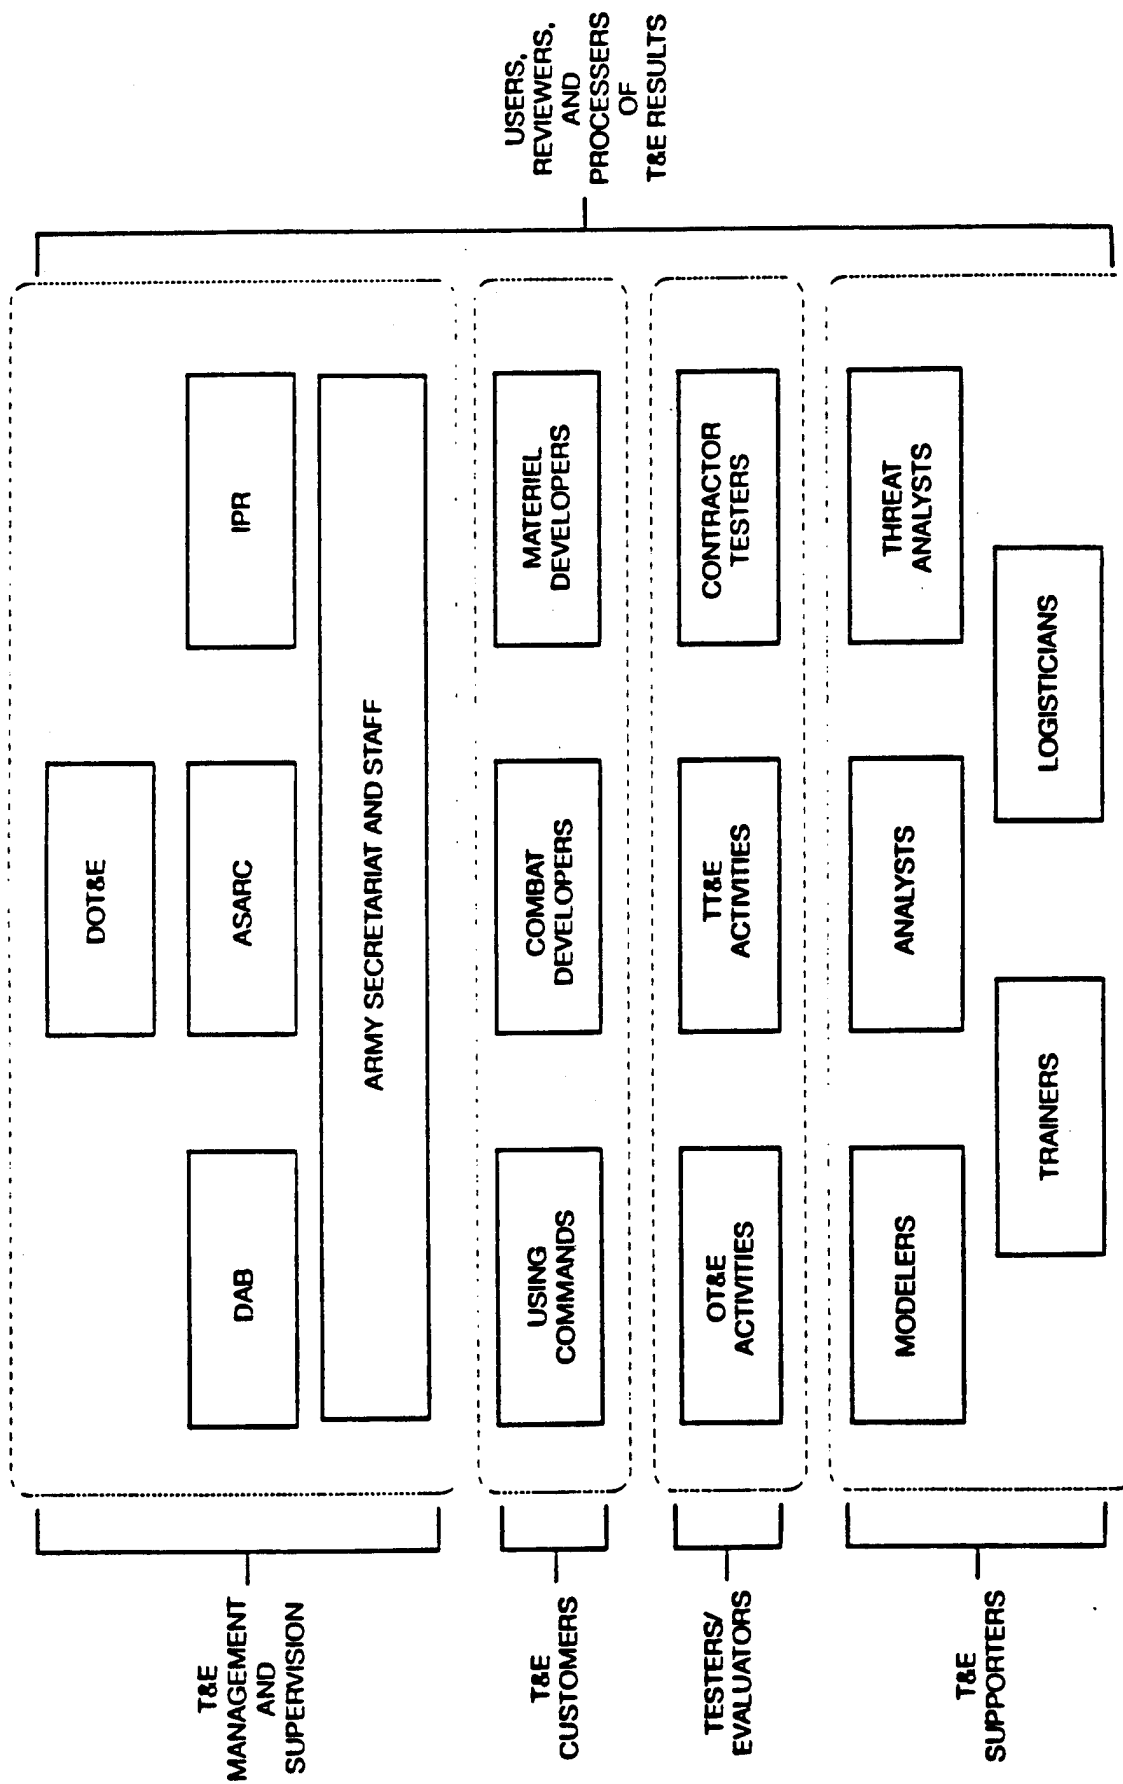 T&E
MANAGEMENT
AND
SUPERVISION
DOT&E
DAB
ASARC
IPR
ARMY SECRETARIAT AND STAFF
T&E
CUSTOMERS
USING
COMMANDS
COMBAT
DEVELOPERS
MATERIEL
DEVELOPERS
TESTERS/
EVALUATORS
OT&E
ACTIVITIES
TT&E
ACTIVITIES
CONTRACTOR
TESTERS
T&E
SUPPORTERS
MODELERS
ANALYSTS
THREAT
ANALYSTS
TRAINERS
LOGISTICIANS
USERS,
REVIEWERS,
AND
PROCESSERS
OF
T&E RESULTS